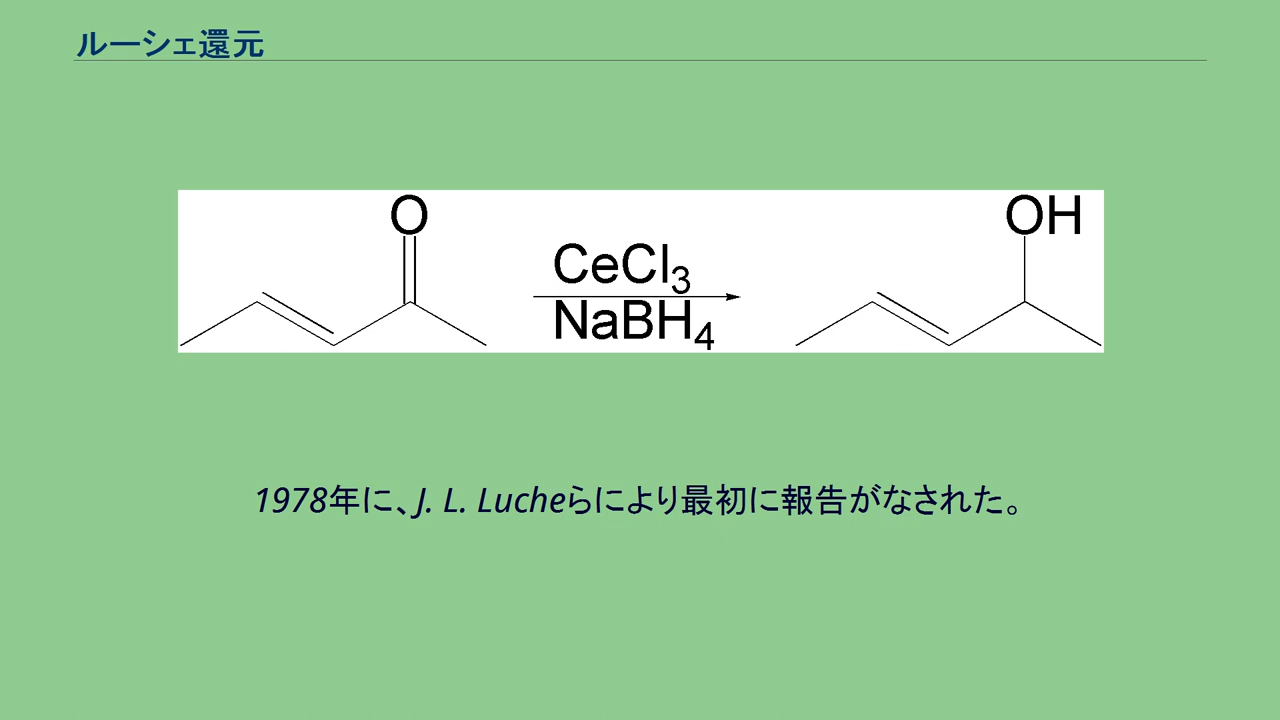 ルーシェ還元
O
OH
CeCl3
NaBH4
1978年に、J. L. Lucheらにより最初に報告がなされた。